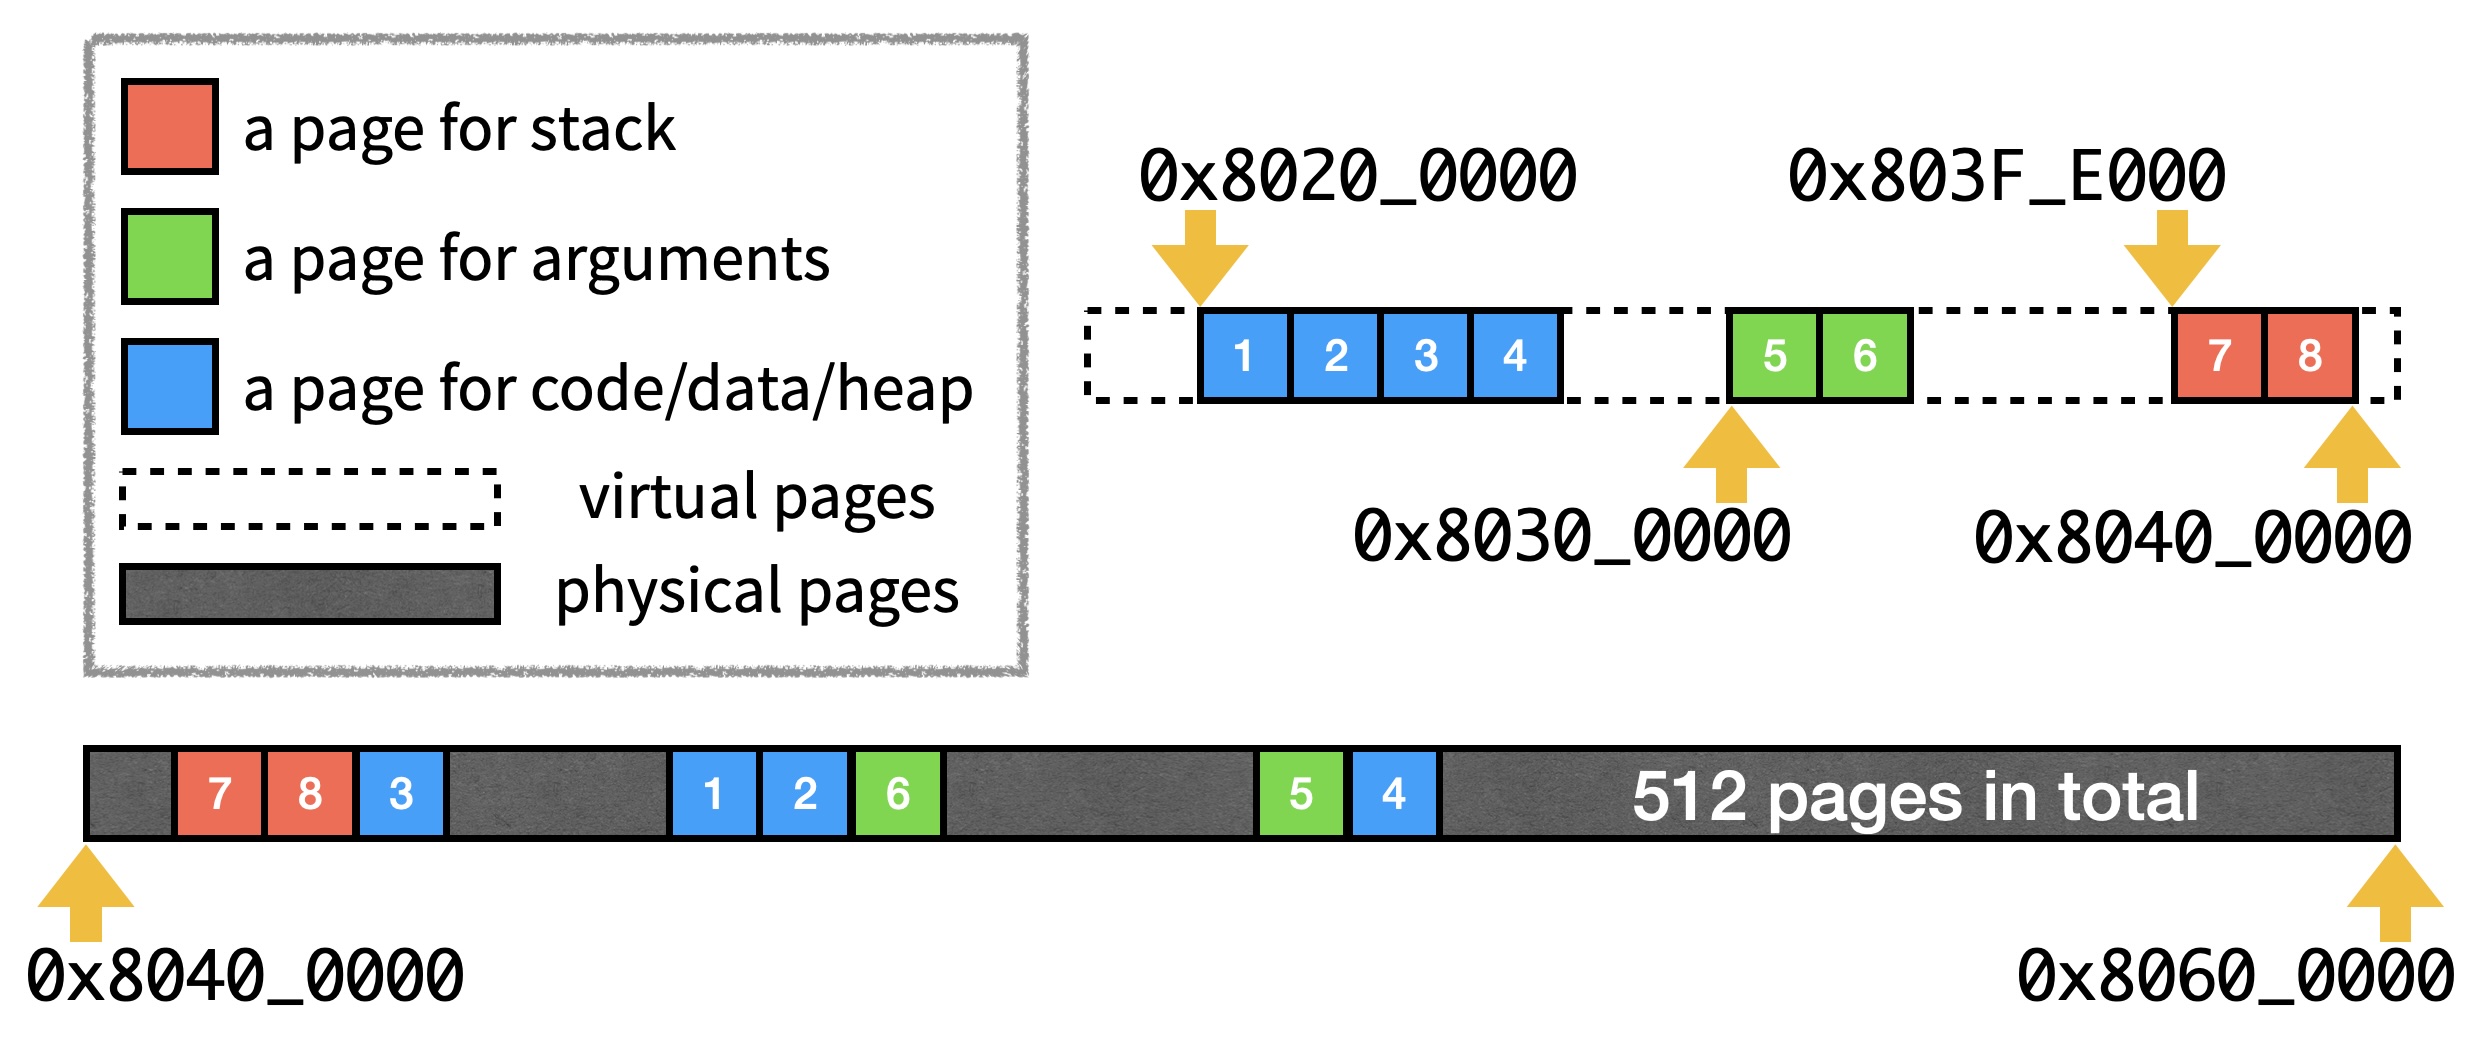 a page for stack
a page for arguments
a page for code/data/heap
virtual pages
physical pages
0x8020_0000 0x803F_E000
1 2 3 4 5 6 7 8
0x8030_0000 0x8040_0000
7 8 3 1 2 6 5 4 512 pages in total
0x8040_0000 0x8060_0000